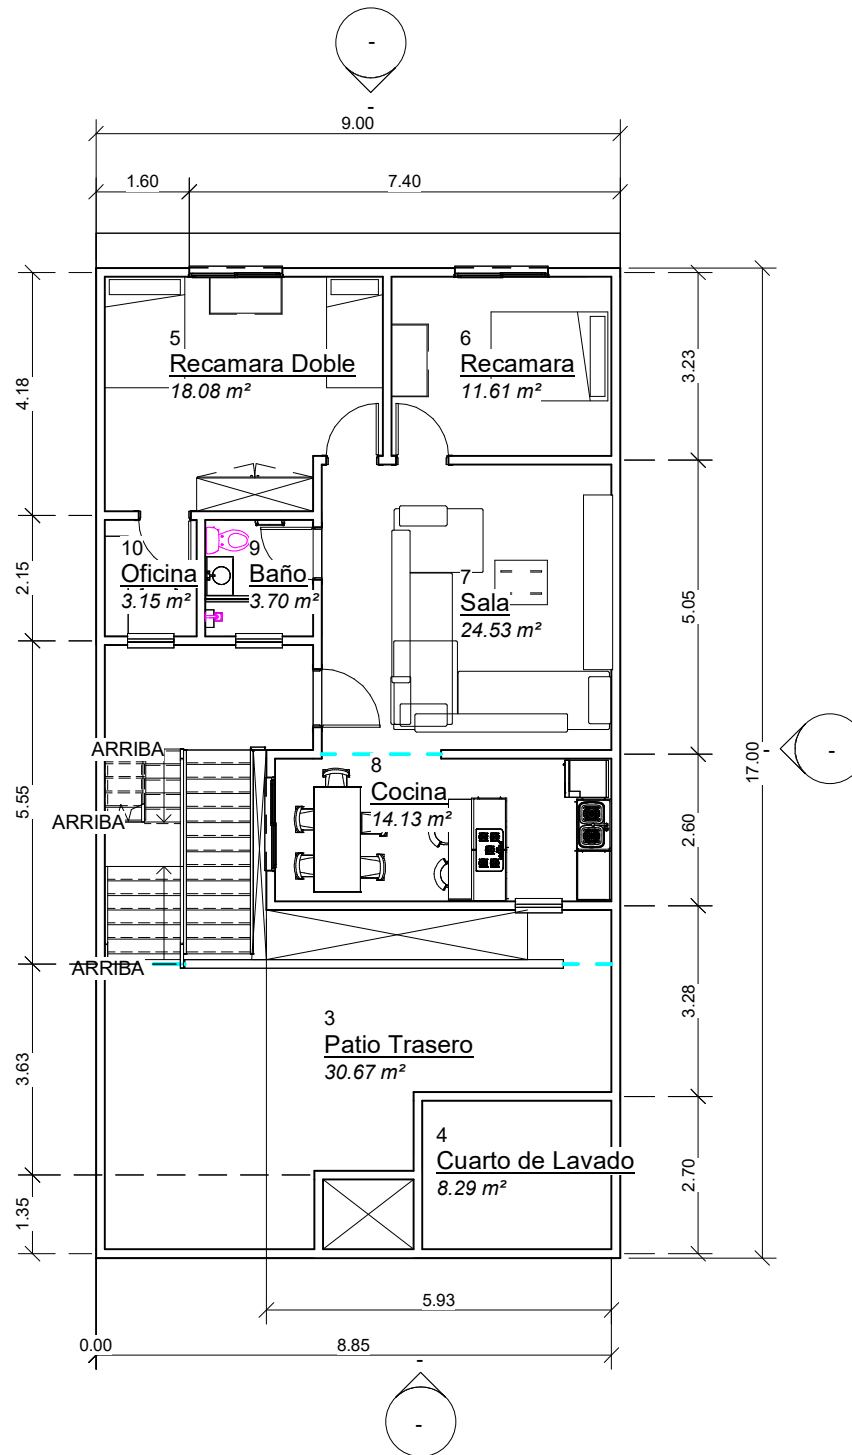 -
-
9.00
1.60
7.40
5
Recamara Doble
18.08 m²
6
Recamara
11.61 m²
4.18
3.23
10
Oficina
3.15 m²
9
Baño
3.70 m²
7
Sala
24.53 m²
2.15
5.05
ARRIBA
8
Cocina
14.13 m²
ARRIBA
5.55
2.60
17.00
-
-
ARRIBA
3
Patio Trasero
30.67 m²
3.28
3.63
4
Cuarto de Lavado
8.29 m²
2.70
1.35
5.93
0.00
8.85
-
-